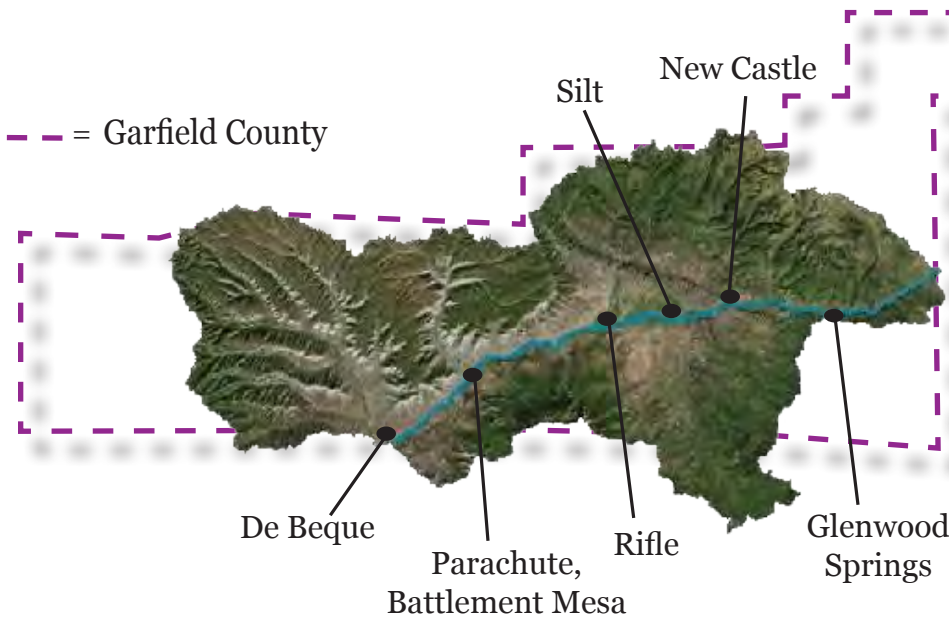 New Castle
Silt
= Garfield County
De Beque
Parachute,
Battlement Mesa
Rifle
Glenwood
Springs